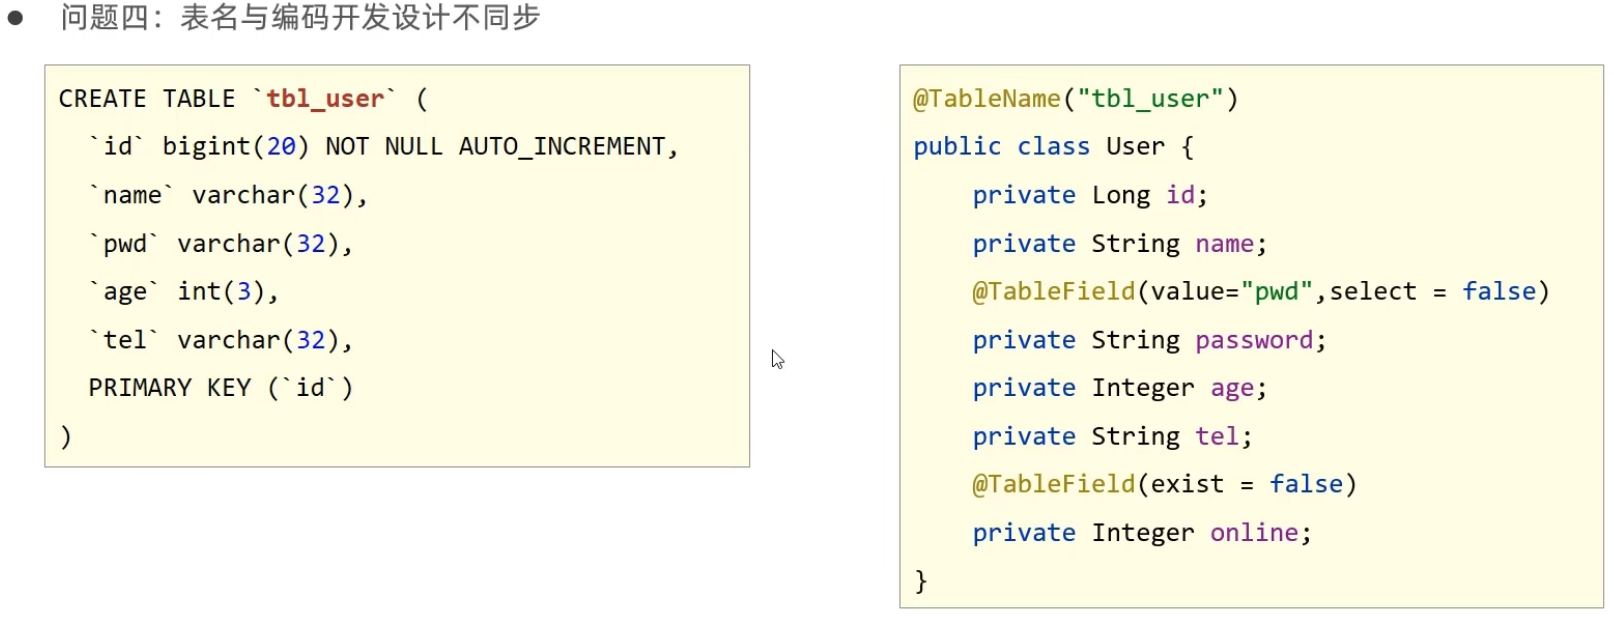 ● 问题四：表名与编码开发设计不同步
CREATE TABLE `tbl_user` (
`id` bigint(20) NOT NULL AUTO_INCREMENT,
`name` varchar(32),
`pwd` varchar(32),
`age` int(3),
`tel` varchar(32),
PRIMARY KEY (`id`)
)
@TableName("tbl_user")
public class User {
private Long id;
private String name;
@TableField(value="pwd",select = false)
private String password;
private Integer age;
private String tel;
@TableField(exist = false)
private Integer online;
}